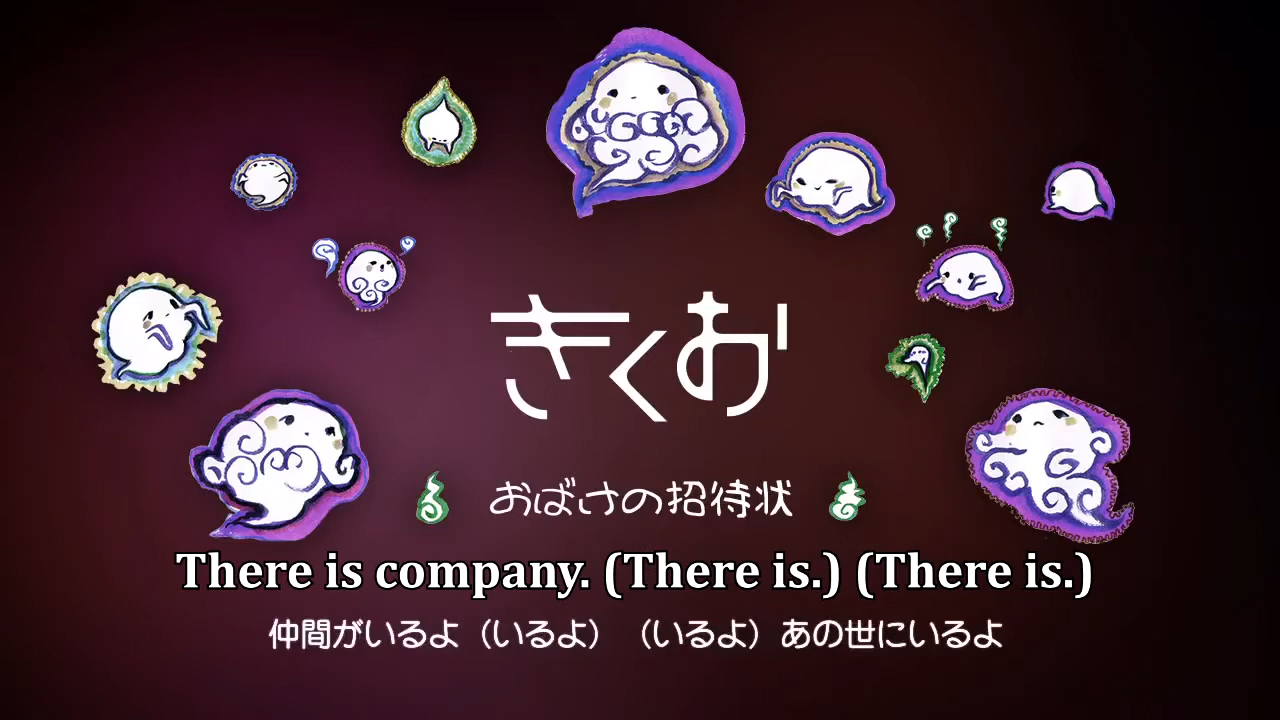 きくお
おばけの招待状
There is company. (There is.) (There is.)
仲間がいるよ（いるよ）（いるよ）あの世にいるよ